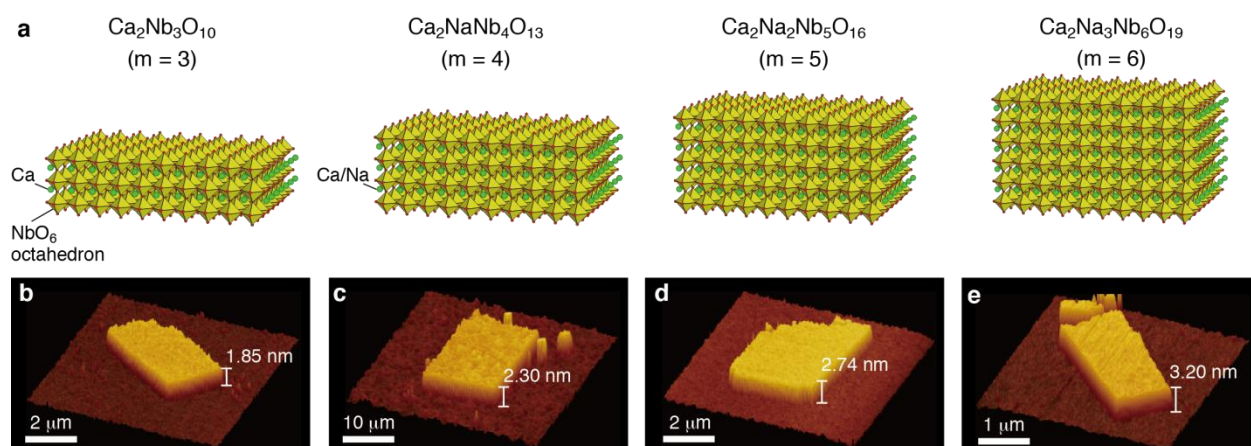 a
Ca₂Nb₃O₁₀
(m = 3)
Ca₂NaNb₄O₁₃
(m = 4)
Ca₂Na₂Nb₅O₁₆
(m = 5)
Ca₂Na₃Nb₆O₁₉
(m = 6)
Ca
NbO₆
octahedron
Ca/Na
b
1.85 nm
2 μm
c
2.30 nm
10 μm
d
2.74 nm
2 μm
e
3.20 nm
1 μm